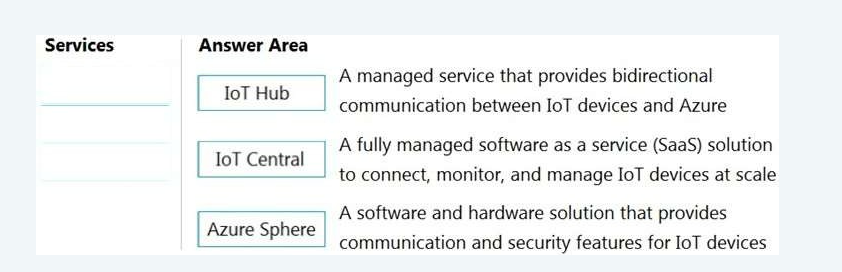 Services
Answer Area
IoT Hub
A managed service that provides bidirectional
communication between IoT devices and Azure
IoT Central
A fully managed software as a service (SaaS) solution
to connect, monitor, and manage IoT devices at scale
Azure Sphere
A software and hardware solution that provides
communication and security features for IoT devices